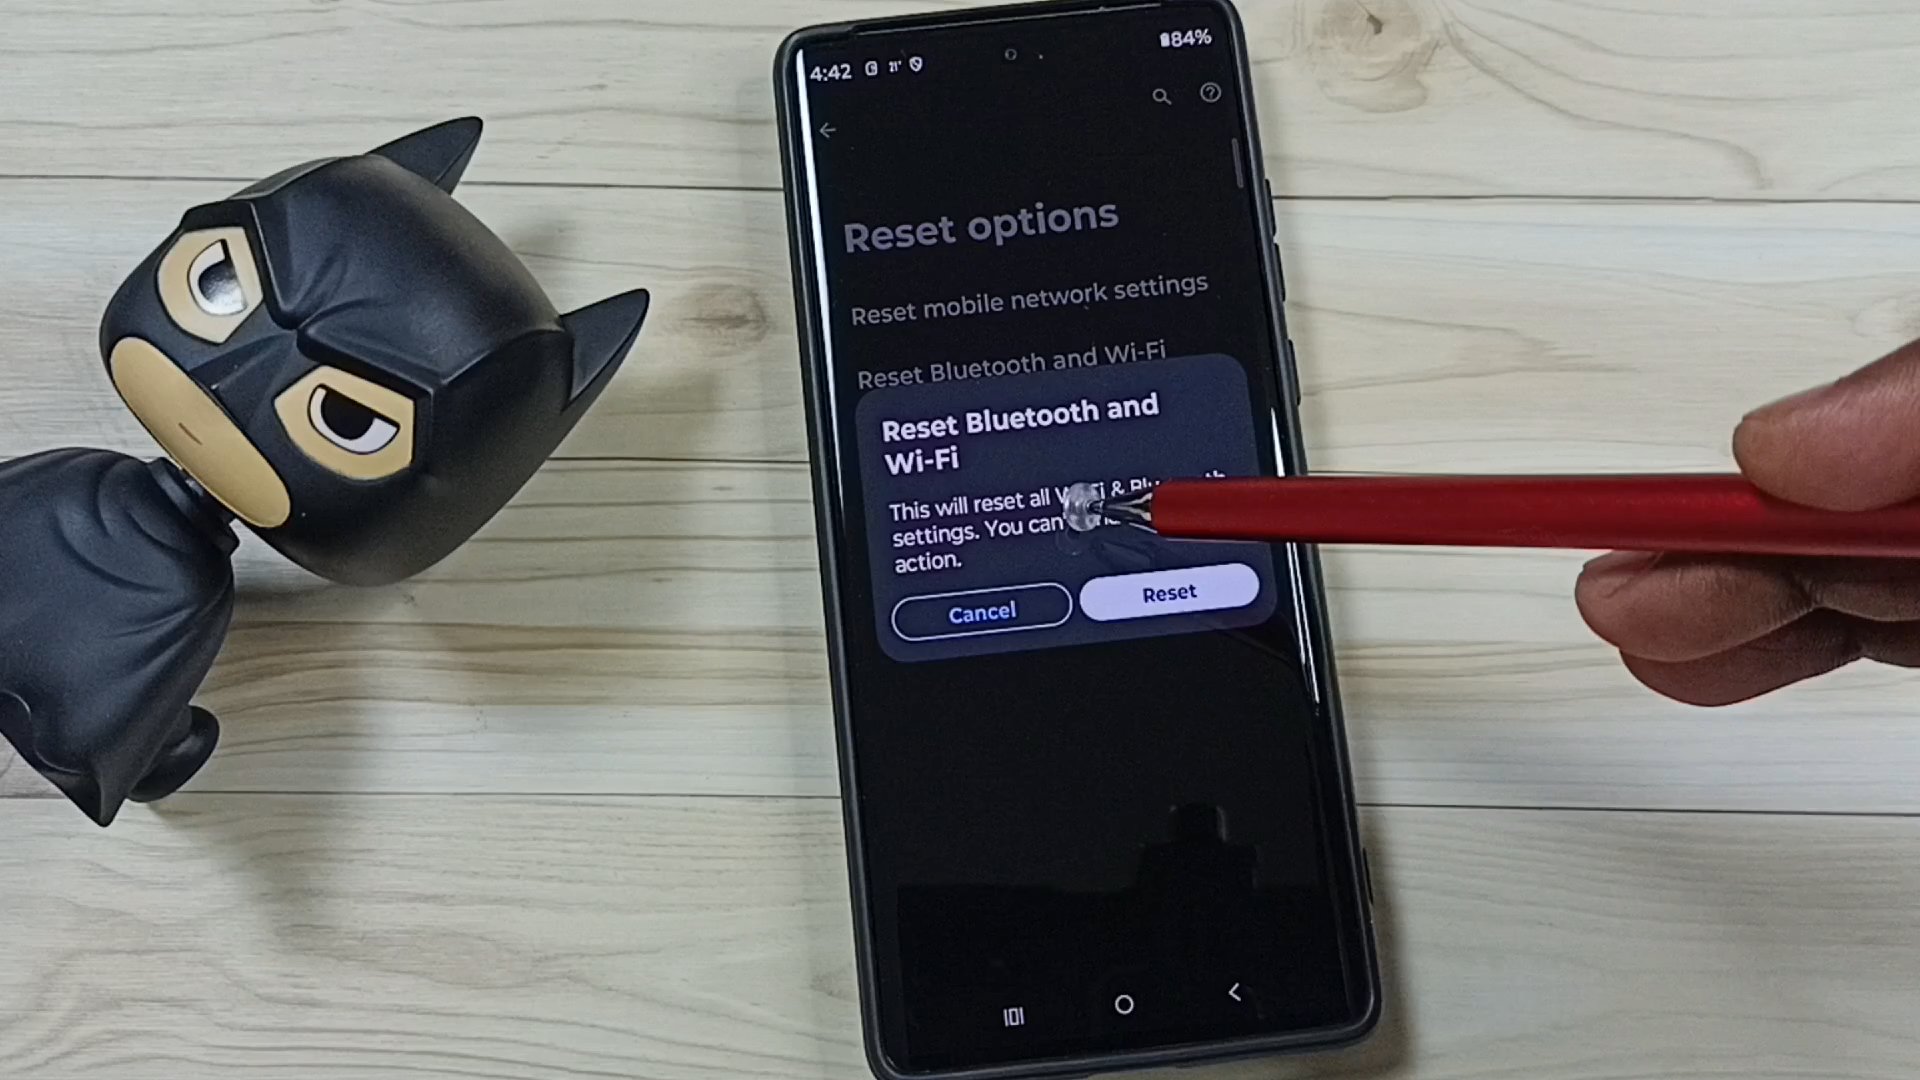 4:42 21°
84%
Reset options
Reset mobile network settings
Reset Bluetooth and Wi-Fi
Reset Bluetooth and
Wi-Fi
This will reset all &
settings. You can't
action.
Cancel
Reset